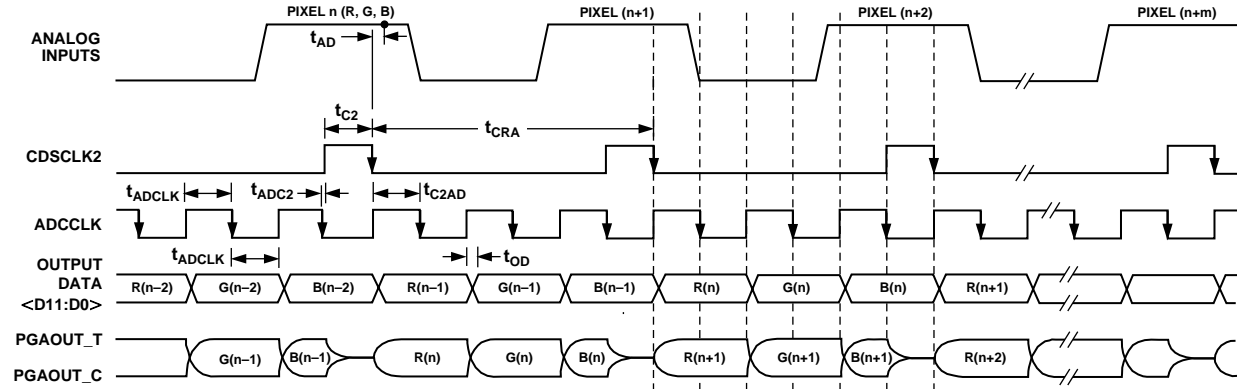 PIXEL n (R, G, B) PIXEL (n+1) PIXEL (n+2) PIXEL (n+m)
ANALOG
INPUTS
tAD
tC2 tCRA
CDSCLK2
tADCLK tADC2 tC2AD
ADCCLK
tADCLK tOD
OUTPUT
DATA
<D11:D0>
R(n–2) G(n–2) B(n–2) R(n–1) G(n–1) B(n–1) R(n) G(n) B(n) R(n+1)
PGAOUT_T
G(n–1) B(n–1) R(n) G(n) B(n) R(n+1) G(n+1) B(n+1) R(n+2)
PGAOUT_C